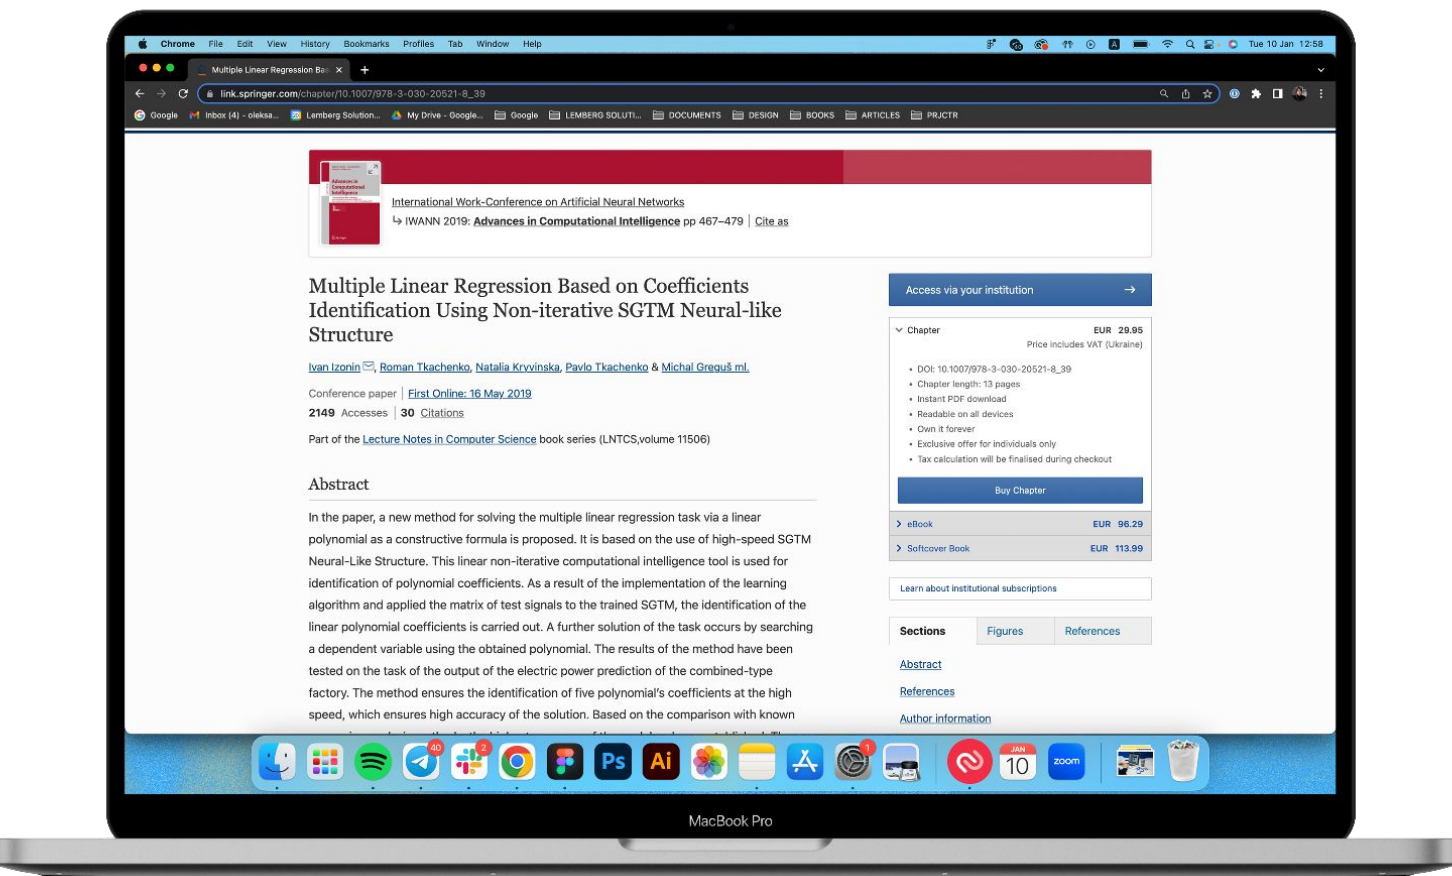 Chrome File Edit View History Bookmarks Profiles Tab Window Help
Tue 10 Jan 12:58
Multiple Linear Regression Bas
link.springer.com/chapter/10.1007/978-3-030-20521-8_39
Google Inbox (4) - oleksa... Lemberg Solution... My Drive - Google... Google LEMBERG SOLUTI... DOCUMENTS DESIGN BOOKS ARTICLES PRJCTR
Advances in
Computational
Intelligence
International Work-Conference on Artificial Neural Networks
↳ IWANN 2019: Advances in Computational Intelligence pp 467–479 | Cite as
Multiple Linear Regression Based on Coefficients
Identification Using Non-iterative SGTM Neural-like
Structure
Ivan Izonin, Roman Tkachenko, Natalia Kryvinska, Pavlo Tkachenko & Michal Greguš ml.
Conference paper | First Online: 16 May 2019
2149 Accesses | 30 Citations
Part of the Lecture Notes in Computer Science book series (LNTCS,volume 11506)
Abstract
In the paper, a new method for solving the multiple linear regression task via a linear
polynomial as a constructive formula is proposed. It is based on the use of high-speed SGTM
Neural-Like Structure. This linear non-iterative computational intelligence tool is used for
identification of polynomial coefficients. As a result of the implementation of the learning
algorithm and applied the matrix of test signals to the trained SGTM, the identification of the
linear polynomial coefficients is carried out. A further solution of the task occurs by searching
a dependent variable using the obtained polynomial. The results of the method have been
tested on the task of the output of the electric power prediction of the combined-type
factory. The method ensures the identification of five polynomial's coefficients at the high
speed, which ensures high accuracy of the solution. Based on the comparison with known
Access via your institution →
Chapter EUR 29.95
Price includes VAT (Ukraine)
• DOI: 10.1007/978-3-030-20521-8_39
• Chapter length: 13 pages
• Instant PDF download
• Readable on all devices
• Own it forever
• Exclusive offer for individuals only
• Tax calculation will be finalised during checkout
Buy Chapter
eBook EUR 96.29
Softcover Book EUR 113.99
Learn about institutional subscriptions
Sections Figures References
Abstract
References
Author information
40 2 Ps Ai 1 JAN 10 zoom
MacBook Pro